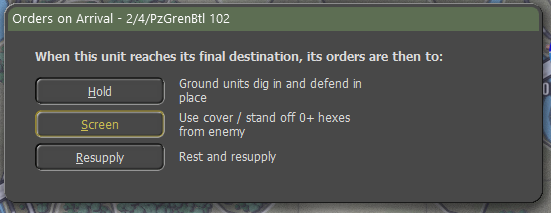 Orders on Arrival - 2/4/PzGrenBtl 102
When this unit reaches its final destination, its orders are then to:
Hold
Ground units dig in and defend in
place
Screen
Use cover / stand off 0+ hexes
from enemy
Resupply
Rest and resupply